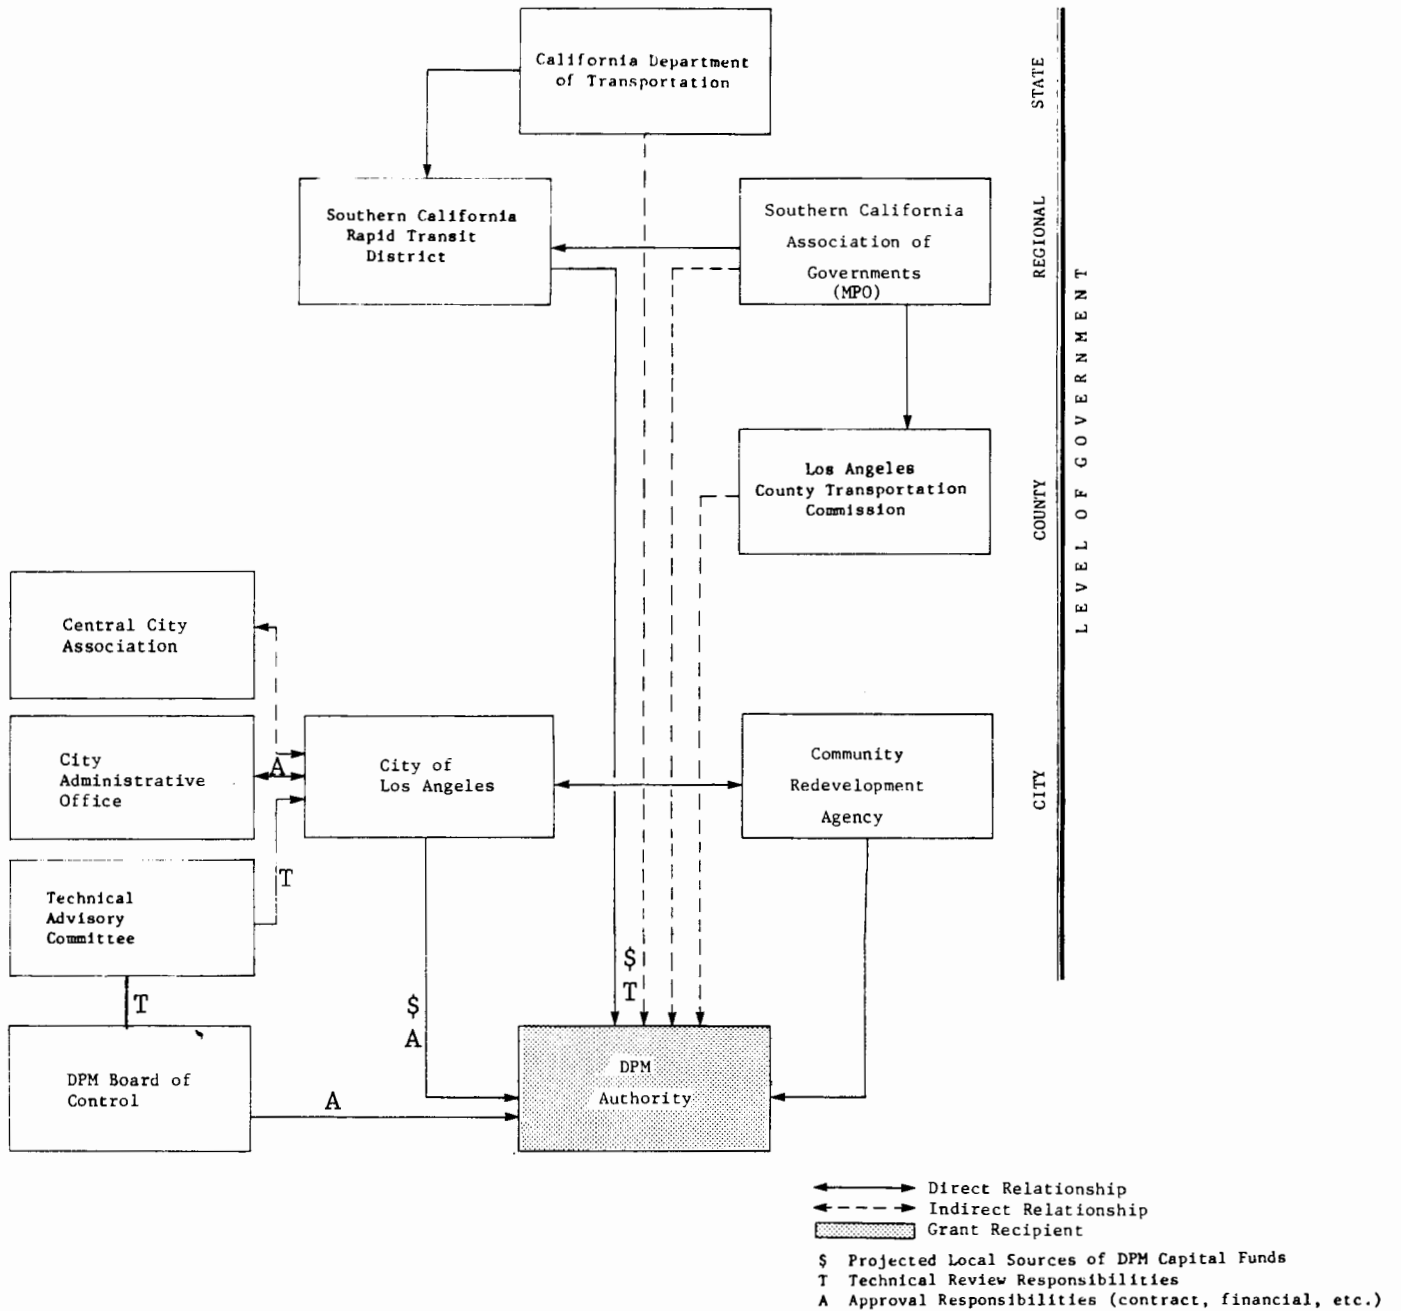 California Department
of Transportation
STATE
Southern California
Rapid Transit
District
Southern California
Association of
Governments
(MPO)
REGIONAL
LEVEL OF GOVERNMENT
Los Angeles
County Transportation
Commission
COUNTY
Central City
Association
City
Administrative
Office
A
City of
Los Angeles
Community
Redevelopment
Agency
CITY
Technical
Advisory
Committee
T
T
$
A
$
T
DPM Board of
Control
A
DPM
Authority
Direct Relationship
Indirect Relationship
Grant Recipient
$ Projected Local Sources of DPM Capital Funds
T Technical Review Responsibilities
A Approval Responsibilities (contract, financial, etc.)